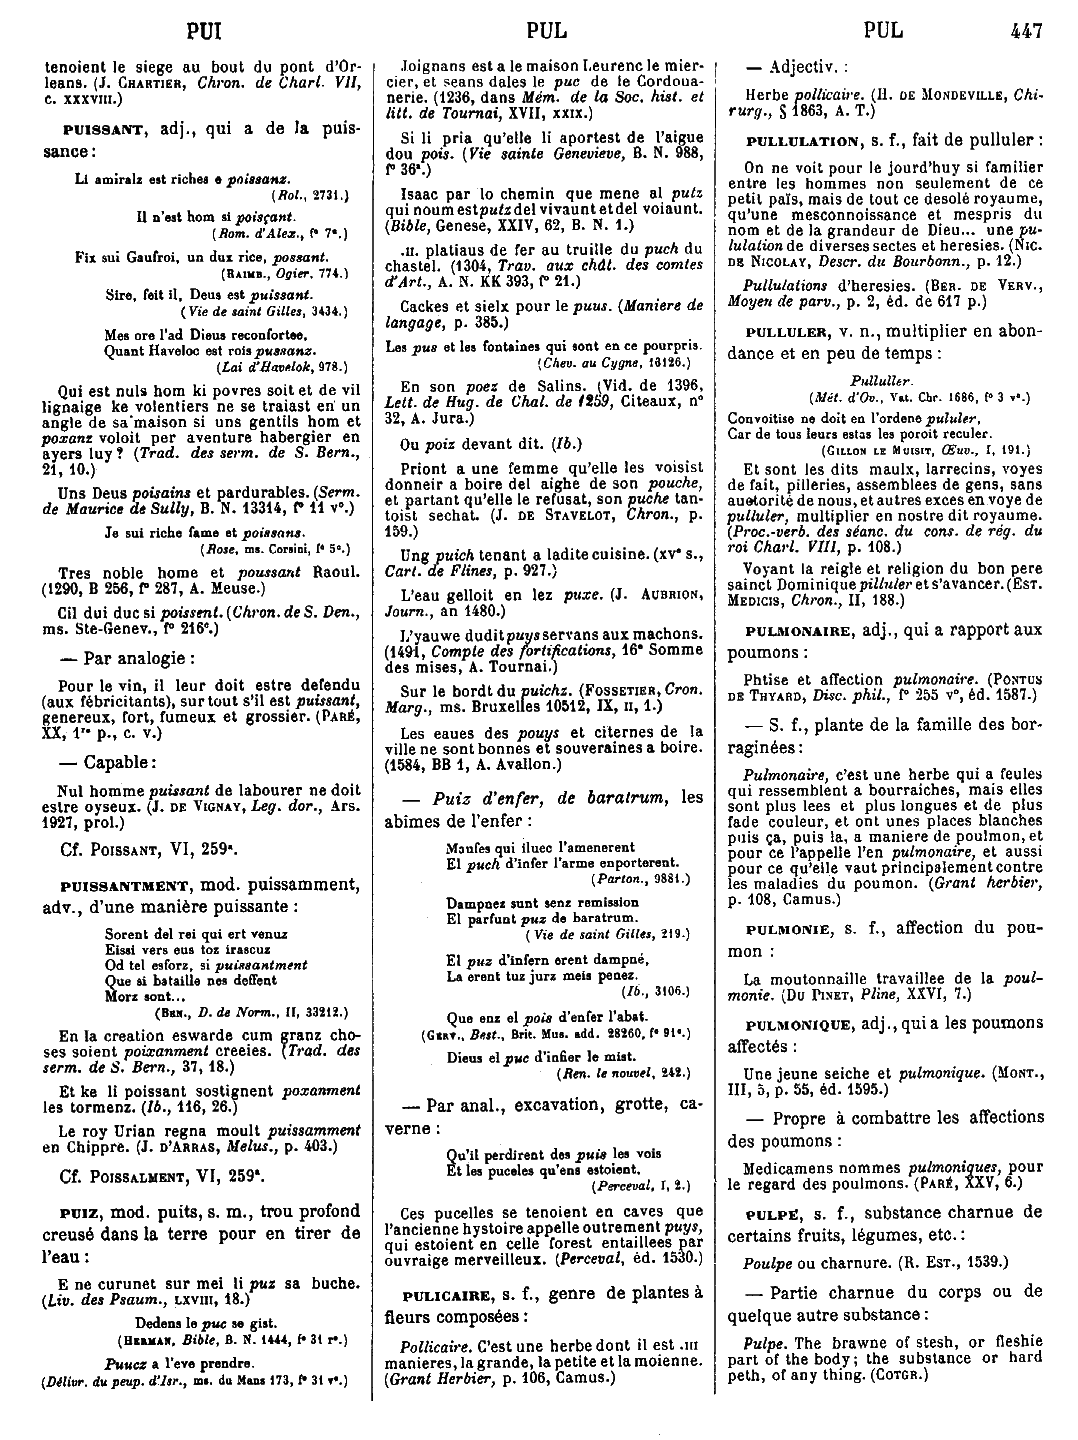 PUI
PUL
PUL
447
tenoient le siege au bout du pont d'Or-
leans. (J. CHARTIER, Chron. de Charl. VII,
c. XXXVIII.)
PUISSANT, adj., qui a de la puis-
sance :
Li amiralz est riches e poissanz.
(Rol., 2731.)
Il n'est hom si poisçant.
(Rom. d'Alex., f° 7ª.)
Fix sui Gaufroi, un dux rice, possant.
(RAIMB., Ogier. 774.)
Sire, feit il, Deus est puissant.
(Vie de saint Gilles, 3434.)
Mes ore l'ad Dieus reconfortee,
Quant Haveloc est rois pussanz.
(Lai d'Havelok, 978.)
Qui est nuls hom ki povres soit et de vil
lignaige ke volentiers ne se traiast en un
angle de sa maison si uns gentils hom et
poxanz voloit per aventure habergier en
ayers luy ? (Trad. des serm. de S. Bern.,
21, 10.)
Uns Deus poisains et pardurables. (Serm.
de Maurice de Sully, B. N. 13314, f° 11 v°.)
Je sui riche fame et poissans.
(Rose, ms. Corsini, f° 5ᵒ.)
Tres noble home et poussant Raoul.
(1290, B 256, f° 287, A. Meuse.)
Cil dui duc si poissent. (Chron. de S. Den.,
ms. Ste-Genev., f° 216ᶜ.)
— Par analogie :
Pour le vin, il leur doit estre defendu
(aux fébricitants), sur tout s'il est puissant,
genereux, fort, fumeux et grossier. (PARÉ,
XX, 1ʳᵉ p., c. v.)
— Capable :
Nul homme puissant de labourer ne doit
estre oyseux. (J. DE VIGNAY, Leg. dor., Ars.
1927, prol.)
Cf. POISSANT, VI, 259ª.
PUISSANTMENT, mod. puissamment,
adv., d'une manière puissante :
Sorent del rei qui ert venuz
Eissi vers eus toz irascuz
Od tel esforz, si puissantment
Que si bataille nes deffent
Morz sont...
(BEN., D. de Norm., II, 33212.)
En la creation eswarde cum granz cho-
ses soient poixanment creeies. (Trad. des
serm. de S. Bern., 37, 18.)
Et ke li poissant sostignent poxanment
les tormenz. (Ib., 116, 26.)
Le roy Urian regna moult puissamment
en Chippre. (J. D'ARRAS, Melus., p. 403.)
Cf. POISSALMENT, VI, 259ª.
PUIZ, mod. puits, s. m., trou profond
creusé dans la terre pour en tirer de
l'eau :
E ne curunet sur mei li puz sa buche.
(Liv. des Psaum., LXVIII, 18.)
Dedens le puc se gist.
(HERMAN, Bible, B. N. 1444, f° 31 r°.)
Puucz a l'eve prendre.
(Délivr. du peup. d'Isr., ms. du Mans 173, f° 31 v°.)
Joignans est a le maison Leurenc le mier-
cier, et seans dales le puc de le Cordoua-
nerie. (1236, dans Mém. de la Soc. hist. et
litt. de Tournai, XVII, XXIX.)
Si li pria qu'elle li aportest de l'aigue
dou pois. (Vie sainte Genevieve, B. N. 988,
f° 36ª.)
Isaac par lo chemin que mene al putz
qui noum est putz del vivaunt et del voiaunt.
(Bible, Genese, XXIV, 62, B. N. 1.)
.II. platiaus de fer au truille du puch du
chastel. (1304, Trav. aux chât. des comtes
d'Art., A. N. KK 393, f° 21.)
Cackes et sielx pour le puus. (Maniere de
langage, p. 385.)
Les pus et les fontaines qui sont en ce pourpris.
(Chev. au Cygne, 18126.)
En son poez de Salins. (Vid. de 1396,
Lett. de Hug. de Chal. de 1259, Citeaux, n°
32, A. Jura.)
Ou poiz devant dit. (Ib.)
Priont a une femme qu'elle les voisist
donneir a boire del aighe de son pouche,
et partant qu'elle le refusat, son puche tan-
toist sechat. (J. DE STAVELOT, Chron., p.
159.)
Ung puich tenant a ladite cuisine. (XVᵉ s.,
Cart. de Flines, p. 927.)
L'eau gelloit en lez puxe. (J. AUBRION,
Journ., an 1480.)
L'yauwe dudit puys servans aux machons.
(1491, Compte des fortifications, 16ᵉ Somme
des mises, A. Tournai.)
Sur le bordt du puichz. (FOSSETIER, Cron.
Marg., ms. Bruxelles 10512, IX, II, 1.)
Les eaues des pouys et citernes de la
ville ne sont bonnes et souveraines a boire.
(1584, BB 1, A. Avallon.)
— Puiz d'enfer, de baratrum, les
abimes de l'enfer :
Maufes qui iluec l'amenerent
El puch d'infer l'arme enporterent.
(Parton., 9881.)
Dampnez sunt senz remission
El parfunt puz de baratrum.
(Vie de saint Gilles, 219.)
El puz d'infern erent dampné,
La erent tuz jurz meis penez.
(Ib., 3106.)
Que enz el pois d'enfer l'abat.
(GERV., Best., Brit. Mus. add. 28260, f° 91ª.)
Dieus el puc d'infier le mist.
(Ren. le nouvel, 242.)
— Par anal., excavation, grotte, ca-
verne :
Qu'il perdirent des puis les vois
Et les puceles qu'ens estoient.
(Perceval, I, 2.)
Ces pucelles se tenoient en caves que
l'ancienne hystoire appelle outrement puys,
qui estoient en celle forest entaillees par
ouvraige merveilleux. (Perceval, éd. 1530.)
PULICAIRE, s. f., genre de plantes à
fleurs composées :
Pollicaire. C'est une herbe dont il est .III
manieres, la grande, la petite et la moienne.
(Grant Herbier, p. 106, Camus.)
— Adjectiv. :
Herbe pollicaire. (H. DE MONDEVILLE, Chi-
rurg., § 1863, A. T.)
PULLULATION, s. f., fait de pulluler :
On ne voit pour le jourd'huy si familier
entre les hommes non seulement de ce
petit païs, mais de tout ce desolé royaume,
qu'une mesconnoissance et mespris du
nom et de la grandeur de Dieu... une pu-
lulation de diverses sectes et heresies. (NIC.
DE NICOLAY, Descr. du Bourbonn., p. 12.)
Pullulations d'heresies. (BER. DE VERV.,
Moyen de parv., p. 2, éd. de 617 p.)
PULLULER, v. n., multiplier en abon-
dance et en peu de temps :
Pulluller.
(Mét. d'Ov., Vat. Chr. 1686, f° 3 v°.)
Convoitise ne doit en l'ordene pululer,
Car de tous leurs estas les poroit reculer.
(GILLON LE MUISIT, Œuv., I, 191.)
Et sont les dits maulx, larrecins, voyes
de fait, pilleries, assemblees de gens, sans
auctorité de nous, et autres exces en voye de
pulluler, multiplier en nostre dit royaume.
(Proc.-verb. des séanc. du cons. de rég. du
roi Charl. VIII, p. 108.)
Voyant la reigle et religion du bon pere
sainct Dominique pilluler et s'avancer. (EST.
MEDICIS, Chron., II, 188.)
PULMONAIRE, adj., qui a rapport aux
poumons :
Phtise et affection pulmonaire. (PONTUS
DE THYARD, Disc. phil., f° 255 v°, éd. 1587.)
— S. f., plante de la famille des bor-
raginées :
Pulmonaire, c'est une herbe qui a feules
qui ressemblent a bourraiches, mais elles
sont plus lees et plus longues et de plus
fade couleur, et ont unes places blanches
puis ça, puis la, a maniere de poulmon, et
pour ce l'appelle l'en pulmonaire, et aussi
pour ce qu'elle vaut principalement contre
les maladies du poumon. (Grant herbier,
p. 108, Camus.)
PULMONIE, s. f., affection du pou-
mon :
La moutonnaille travaillee de la poul-
monie. (DU PINET, Pline, XXVI, 7.)
PULMONIQUE, adj., qui a les poumons
affectés :
Une jeune seiche et pulmonique. (MONT.,
III, 5, p. 55, éd. 1595.)
— Propre à combattre les affections
des poumons :
Medicamens nommes pulmoniques, pour
le regard des poulmons. (PARÉ, XXV, 6.)
PULPE, s. f., substance charnue de
certains fruits, légumes, etc. :
Poulpe ou charnure. (R. EST., 1539.)
— Partie charnue du corps ou de
quelque autre substance :
Pulpe. The brawne of stesh, or fleshie
part of the body; the substance or hard
peth, of any thing. (COTGR.)